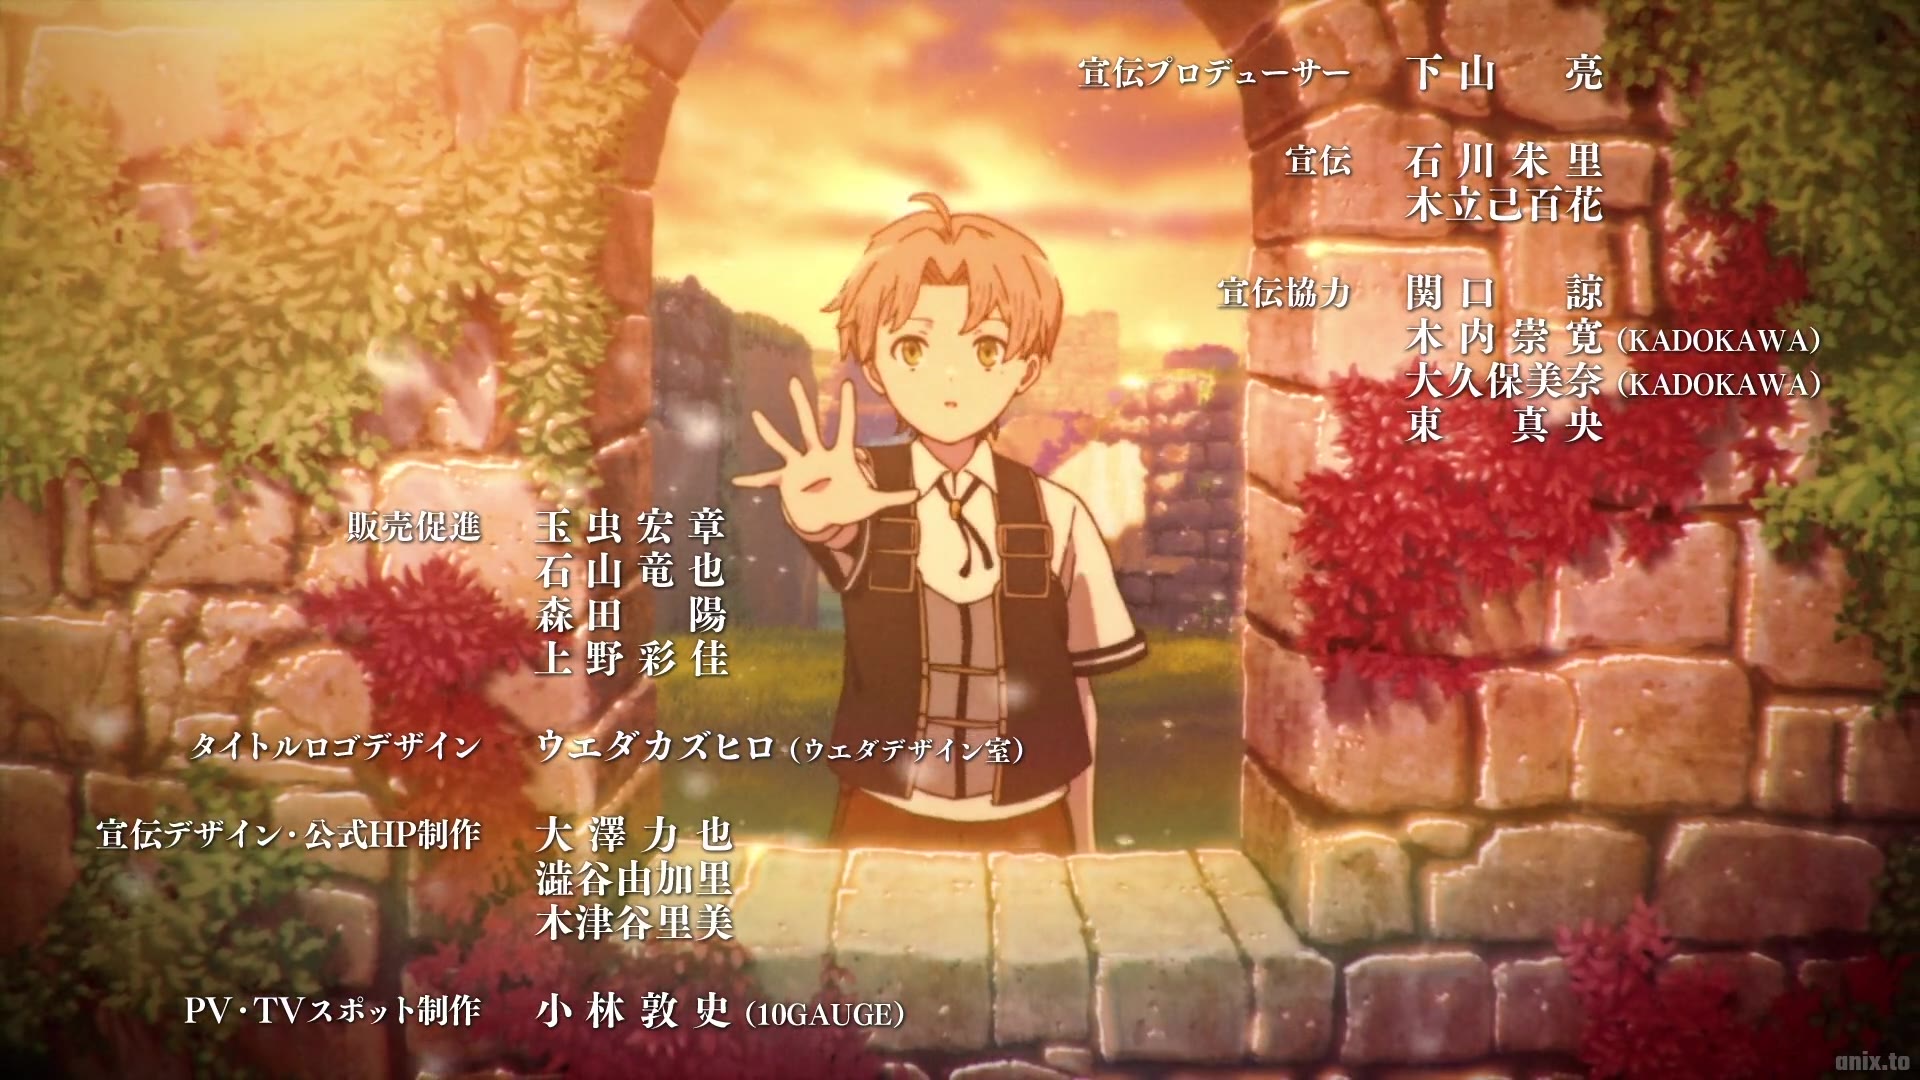 宣伝プロデューサー 下山 亮
宣伝 石川朱里
木立己百花
宣伝協力 関口 諒
木内崇寛(KADOKAWA)
大久保美奈(KADOKAWA)
東 真央
販売促進 玉虫宏章
石山竜也
森田 陽
上野彩佳
タイトルロゴデザイン ウエダカズヒロ(ウエダデザイン室)
宣伝デザイン・公式HP制作 大澤力也
澁谷由加里
木津谷里美
PV・TVスポット制作 小林敦史(10GAUGE)
anix.to